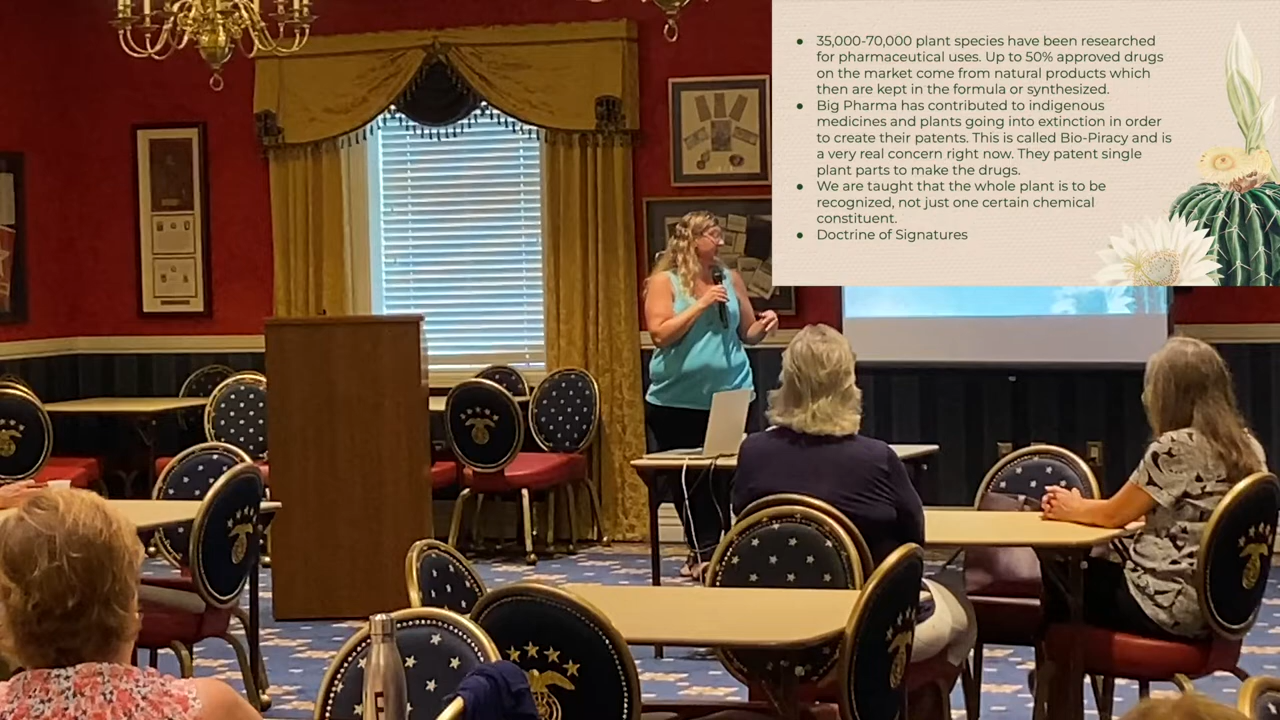 35,000-70,000 plant species have been researched
for pharmaceutical uses. Up to 50% approved drugs
on the market come from natural products which
then are kept in the formula or synthesized.
Big Pharma has contributed to indigenous
medicines and plants going into extinction in order
to create their patents. This is called Bio-Piracy and is
a very real concern right now. They patent single
plant parts to make the drugs.
We are taught that the whole plant is to be
recognized, not just one certain chemical
constituent.
Doctrine of Signatures